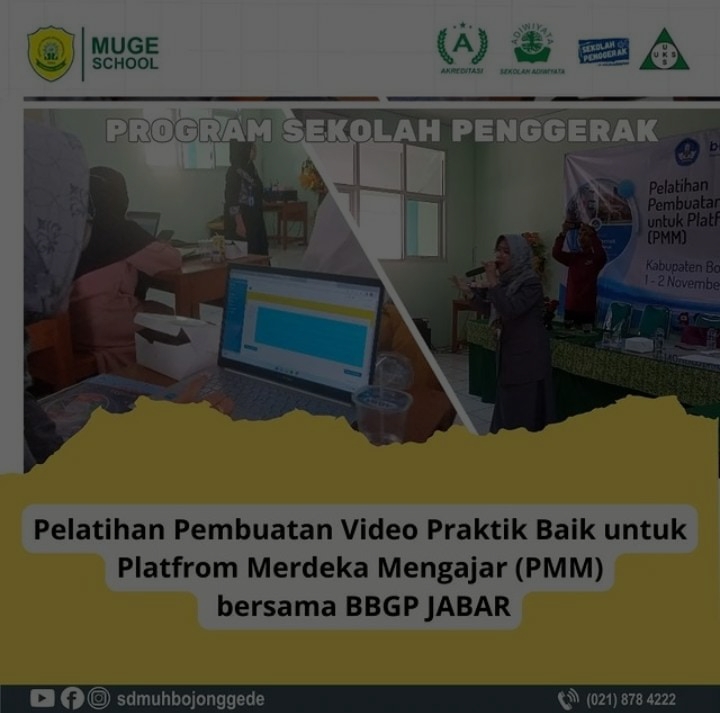 MUGE
SCHOOL
A
AKREDITASI
ADIWIYATA
SEKOLAH ADIWIYATA
SEKOLAH
PENGGERAK
U
U K S
S
PROGRAM SEKOLAH PENGGERAK
Pelatihan
Pembuatan
untuk Platf
(PMM)
Kabupaten Bo
1 - 2 November
Pelatihan Pembuatan Video Praktik Baik untuk
Platfrom Merdeka Mengajar (PMM)
bersama BBGP JABAR
sdmuhbojonggede
(021) 878 4222